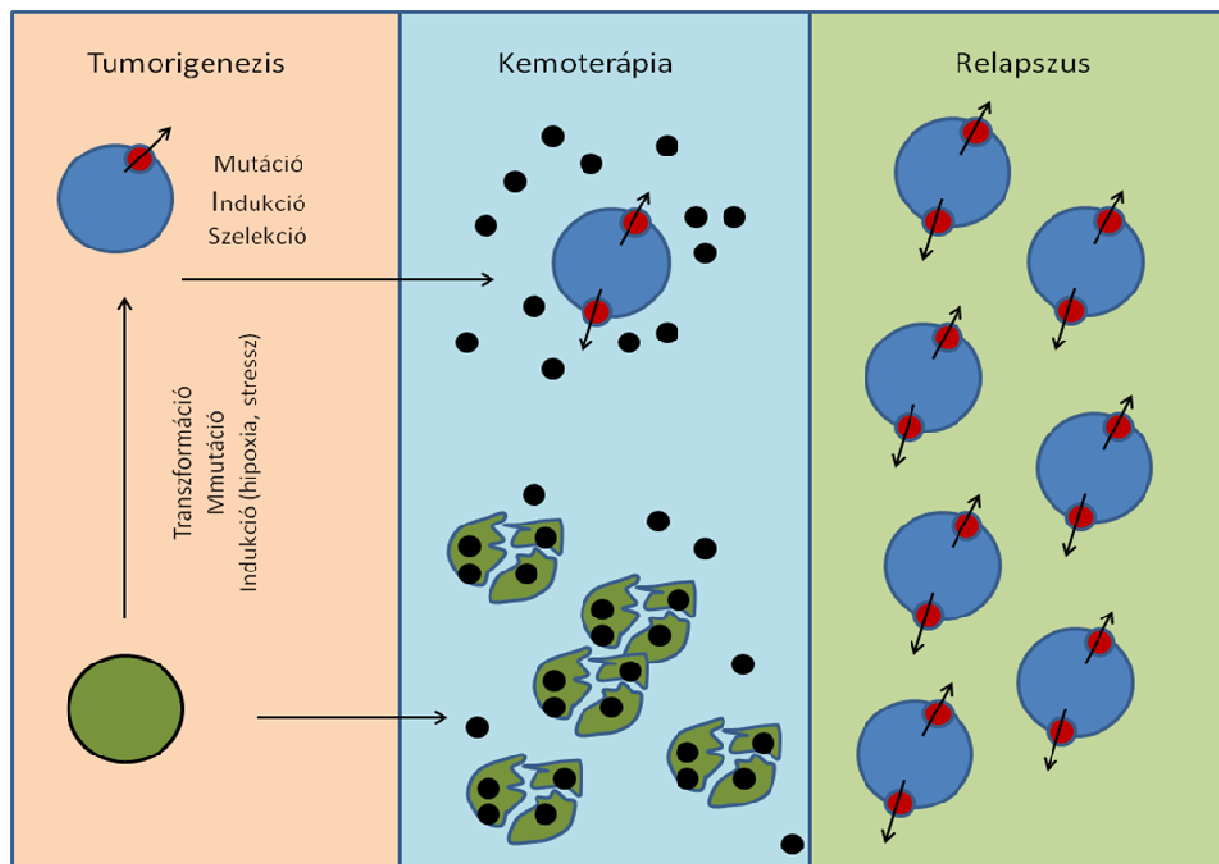 Tumorigenezis
Mutáció
Indukció
Szelekció
Transzformáció
Mmutáció
Indukció (hipoxia, stressz)
Kemoterápia
Relapszus